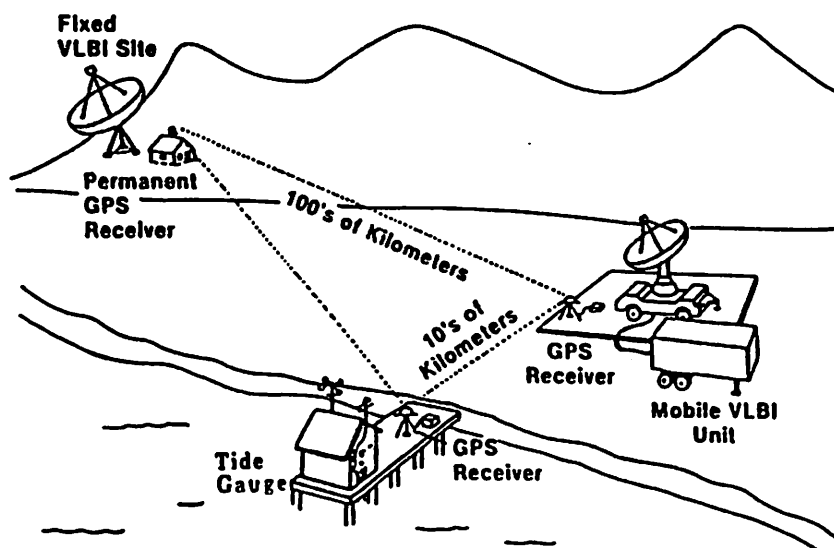 Fixed
VLBI Site
Permanent
GPS
Receiver
100's of Kilometers
10's of
Kilometers
GPS
Receiver
Mobile VLBI
Unit
Tide
Gauge
GPS
Receiver